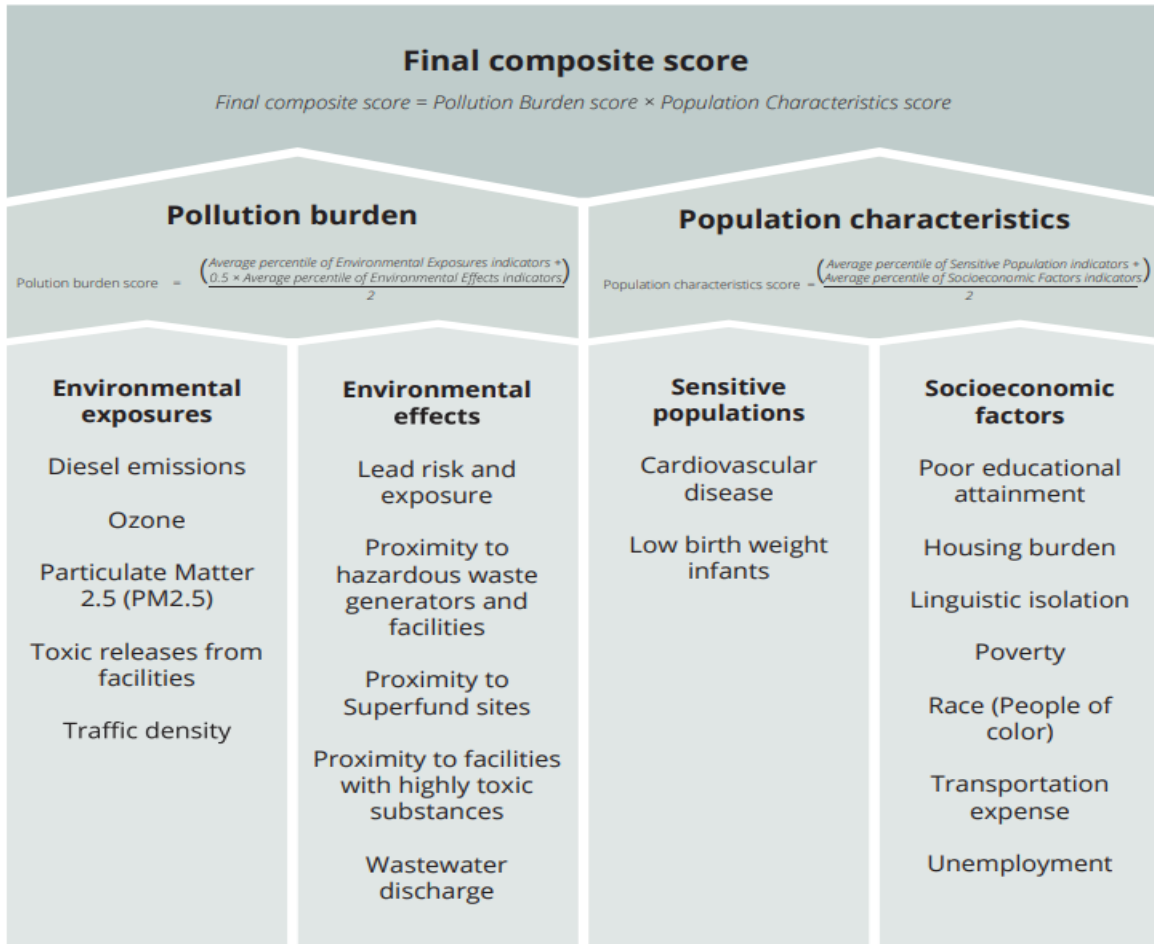 Final composite score
Final composite score = Pollution Burden score × Population Characteristics score
Pollution burden
Polution burden score = (Average percentile of Environmental Exposures indicators +
0.5 × Average percentile of Environmental Effects indicators)
2
Population characteristics
Population characteristics score = (Average percentile of Sensitive Population indicators +
Average percentile of Socioeconomic Factors indicators)
2
Environmental
exposures
Diesel emissions
Ozone
Particulate Matter
2.5 (PM2.5)
Toxic releases from
facilities
Traffic density
Environmental
effects
Lead risk and
exposure
Proximity to
hazardous waste
generators and
facilities
Proximity to
Superfund sites
Proximity to facilities
with highly toxic
substances
Wastewater
discharge
Sensitive
populations
Cardiovascular
disease
Low birth weight
infants
Socioeconomic
factors
Poor educational
attainment
Housing burden
Linguistic isolation
Poverty
Race (People of
color)
Transportation
expense
Unemployment